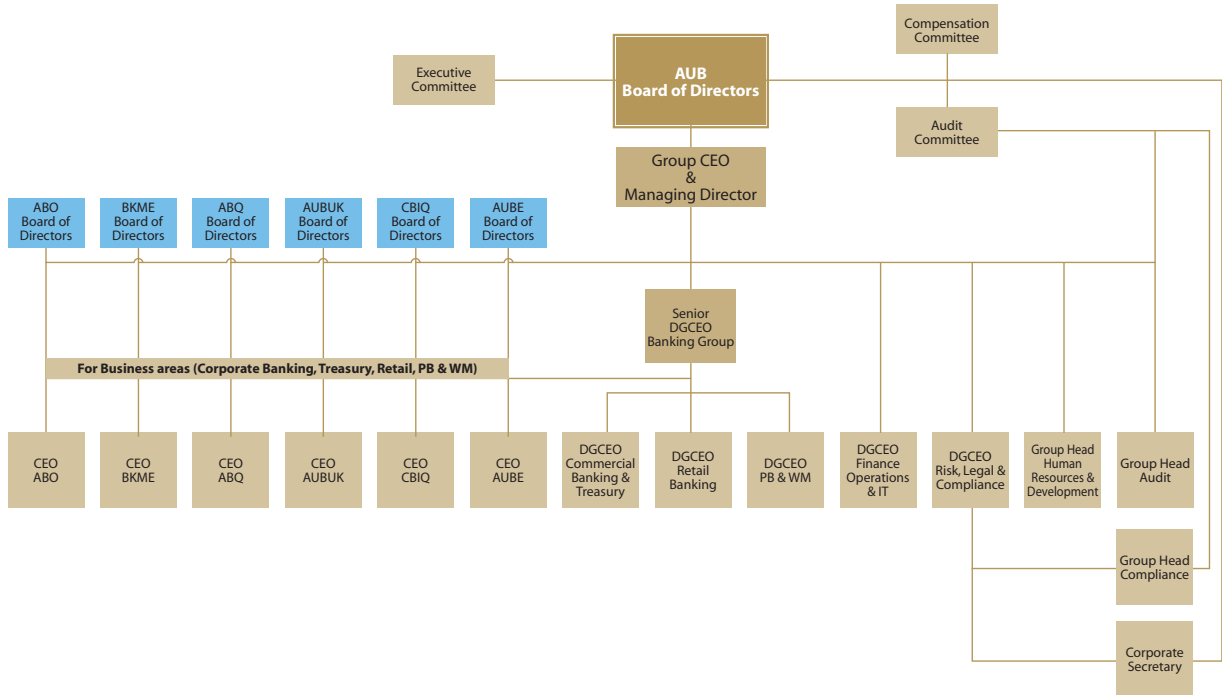 Compensation
Committee
Executive
Committee
AUB
Board of Directors
Audit
Committee
Group CEO
&
Managing Director
ABO
Board of
Directors
BKME
Board of
Directors
ABQ
Board of
Directors
AUBUK
Board of
Directors
CBIQ
Board of
Directors
AUBE
Board of
Directors
Senior
DGCEO
Banking Group
For Business areas (Corporate Banking, Treasury, Retail, PB & WM)
CEO
ABO
CEO
BKME
CEO
ABQ
CEO
AUBUK
CEO
CBIQ
CEO
AUBE
DGCEO
Commercial
Banking &
Treasury
DGCEO
Retail
Banking
DGCEO
PB & WM
DGCEO
Finance
Operations
& IT
DGCEO
Risk, Legal &
Compliance
Group Head
Human
Resources &
Development
Group Head
Audit
Group Head
Compliance
Corporate
Secretary